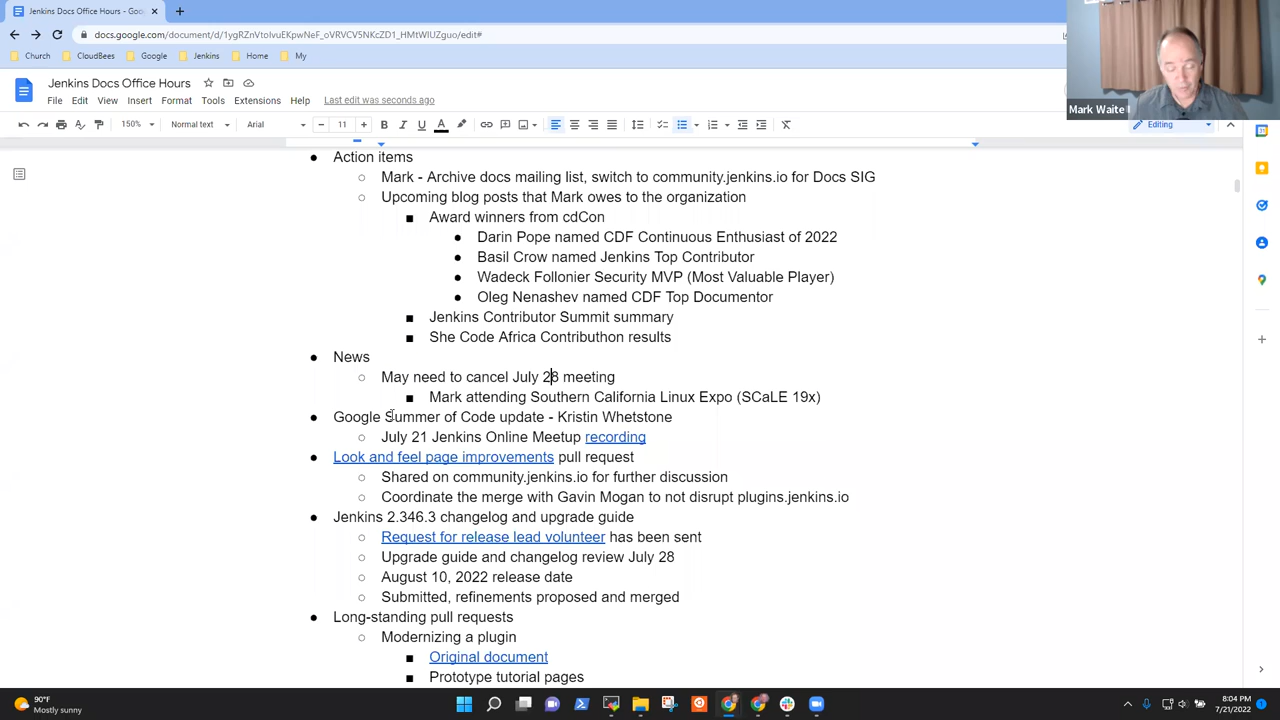 Jenkins Docs Office Hours - Goo
docs.google.com/document/d/1ygRZnVtoIvuEKpwNeF_oVRVCV5NKcZD1_HMtWlUZguo/edit#
Church CloudBees Google Jenkins Home My
Jenkins Docs Office Hours
File Edit View Insert Format Tools Extensions Help Last edit was seconds ago
150% Normal text Arial 11 Editing
Mark Waite
Action items
Mark - Archive docs mailing list, switch to community.jenkins.io for Docs SIG
Upcoming blog posts that Mark owes to the organization
Award winners from cdCon
Darin Pope named CDF Continuous Enthusiast of 2022
Basil Crow named Jenkins Top Contributor
Wadeck Follonier Security MVP (Most Valuable Player)
Oleg Nenashev named CDF Top Documentor
Jenkins Contributor Summit summary
She Code Africa Contributhon results
News
May need to cancel July 28 meeting
Mark attending Southern California Linux Expo (SCaLE 19x)
Google Summer of Code update - Kristin Whetstone
July 21 Jenkins Online Meetup recording
Look and feel page improvements pull request
Shared on community.jenkins.io for further discussion
Coordinate the merge with Gavin Mogan to not disrupt plugins.jenkins.io
Jenkins 2.346.3 changelog and upgrade guide
Request for release lead volunteer has been sent
Upgrade guide and changelog review July 28
August 10, 2022 release date
Submitted, refinements proposed and merged
Long-standing pull requests
Modernizing a plugin
Original document
Prototype tutorial pages
90°F
Mostly sunny
8:04 PM
7/21/2022